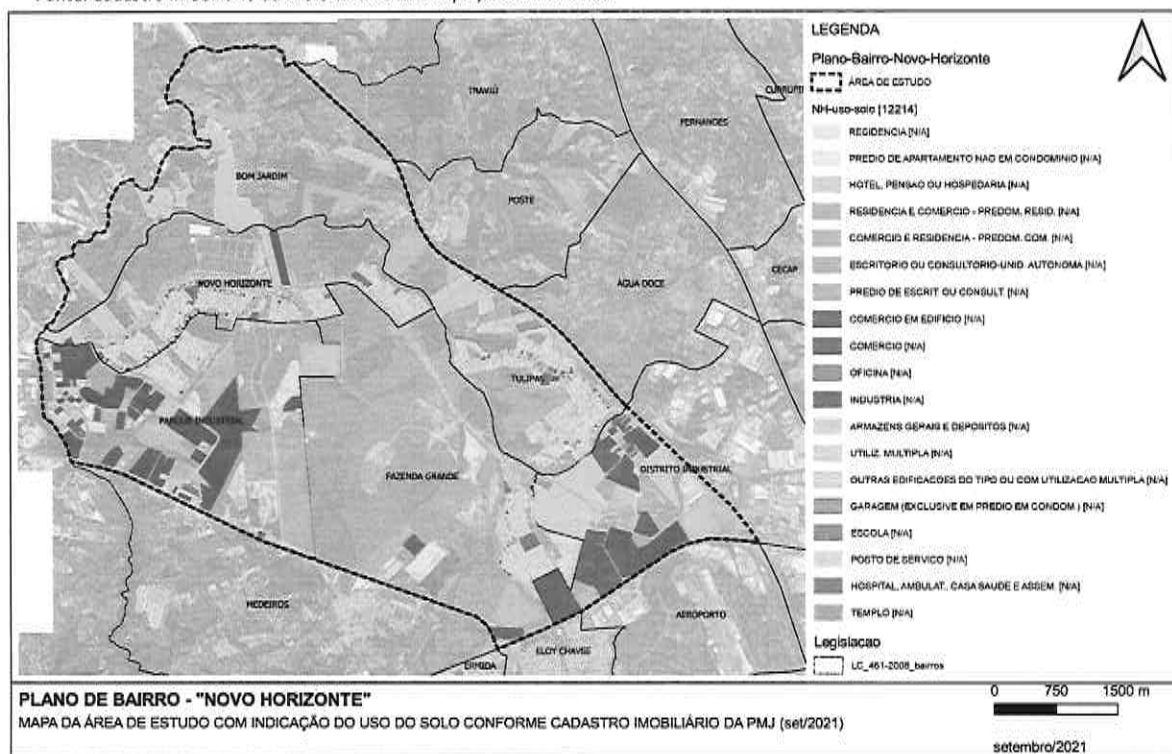 LEGENDA
Plano-Bairro-Novo-Horizonte
ÁREA DE ESTUDO
NH-uso-solo [12214]
RESIDENCIA [N/A]
PREDIO DE APARTAMENTO NAO EM CONDOMINIO [N/A]
HOTEL, PENSAO OU HOSPEDARIA [N/A]
RESIDENCIA E COMERCIO - PREDOM. RESID. [N/A]
COMERCIO E RESIDENCIA - PREDOM. COM. [N/A]
ESCRITORIO OU CONSULTORIO-UNID. AUTONOMA [N/A]
PREDIO DE ESCRIT OU CONSULT. [N/A]
COMERCIO EM EDIFICIO [N/A]
COMERCIO [N/A]
OFICINA [N/A]
INDUSTRIA [N/A]
ARMAZENS GERAIS E DEPOSITOS [N/A]
UTILIZ. MULTIPLA [N/A]
OUTRAS EDIFICACOES DO TIPO OU COM UTILIZACAO MULTIPLA [N/A]
GARAGEM (EXCLUSIVE EM PREDIO EM CONDOM.) [N/A]
ESCOLA [N/A]
POSTO DE SERVICO [N/A]
HOSPITAL, AMBULAT., CASA SAUDE E ASSEM. [N/A]
TEMPLO [N/A]
Legislacao
LC_461-2008_bairros
TRAVIÚ
FERNANDES
BOM JARDIM
POSTE
CECAP
ÁGUA DOCE
NOVO HORIZONTE
TULIPAS
PARQUE INDUSTRIAL
FAZENDA GRANDE
DISTRITO INDUSTRIAL
MEDEIROS
AEROPORTO
ELOY CHAVES
ERMIDA
PLANO DE BAIRRO - "NOVO HORIZONTE"
MAPA DA ÁREA DE ESTUDO COM INDICAÇÃO DO USO DO SOLO CONFORME CADASTRO IMOBILIÁRIO DA PMJ (set/2021)
0 750 1500 m
setembro/2021